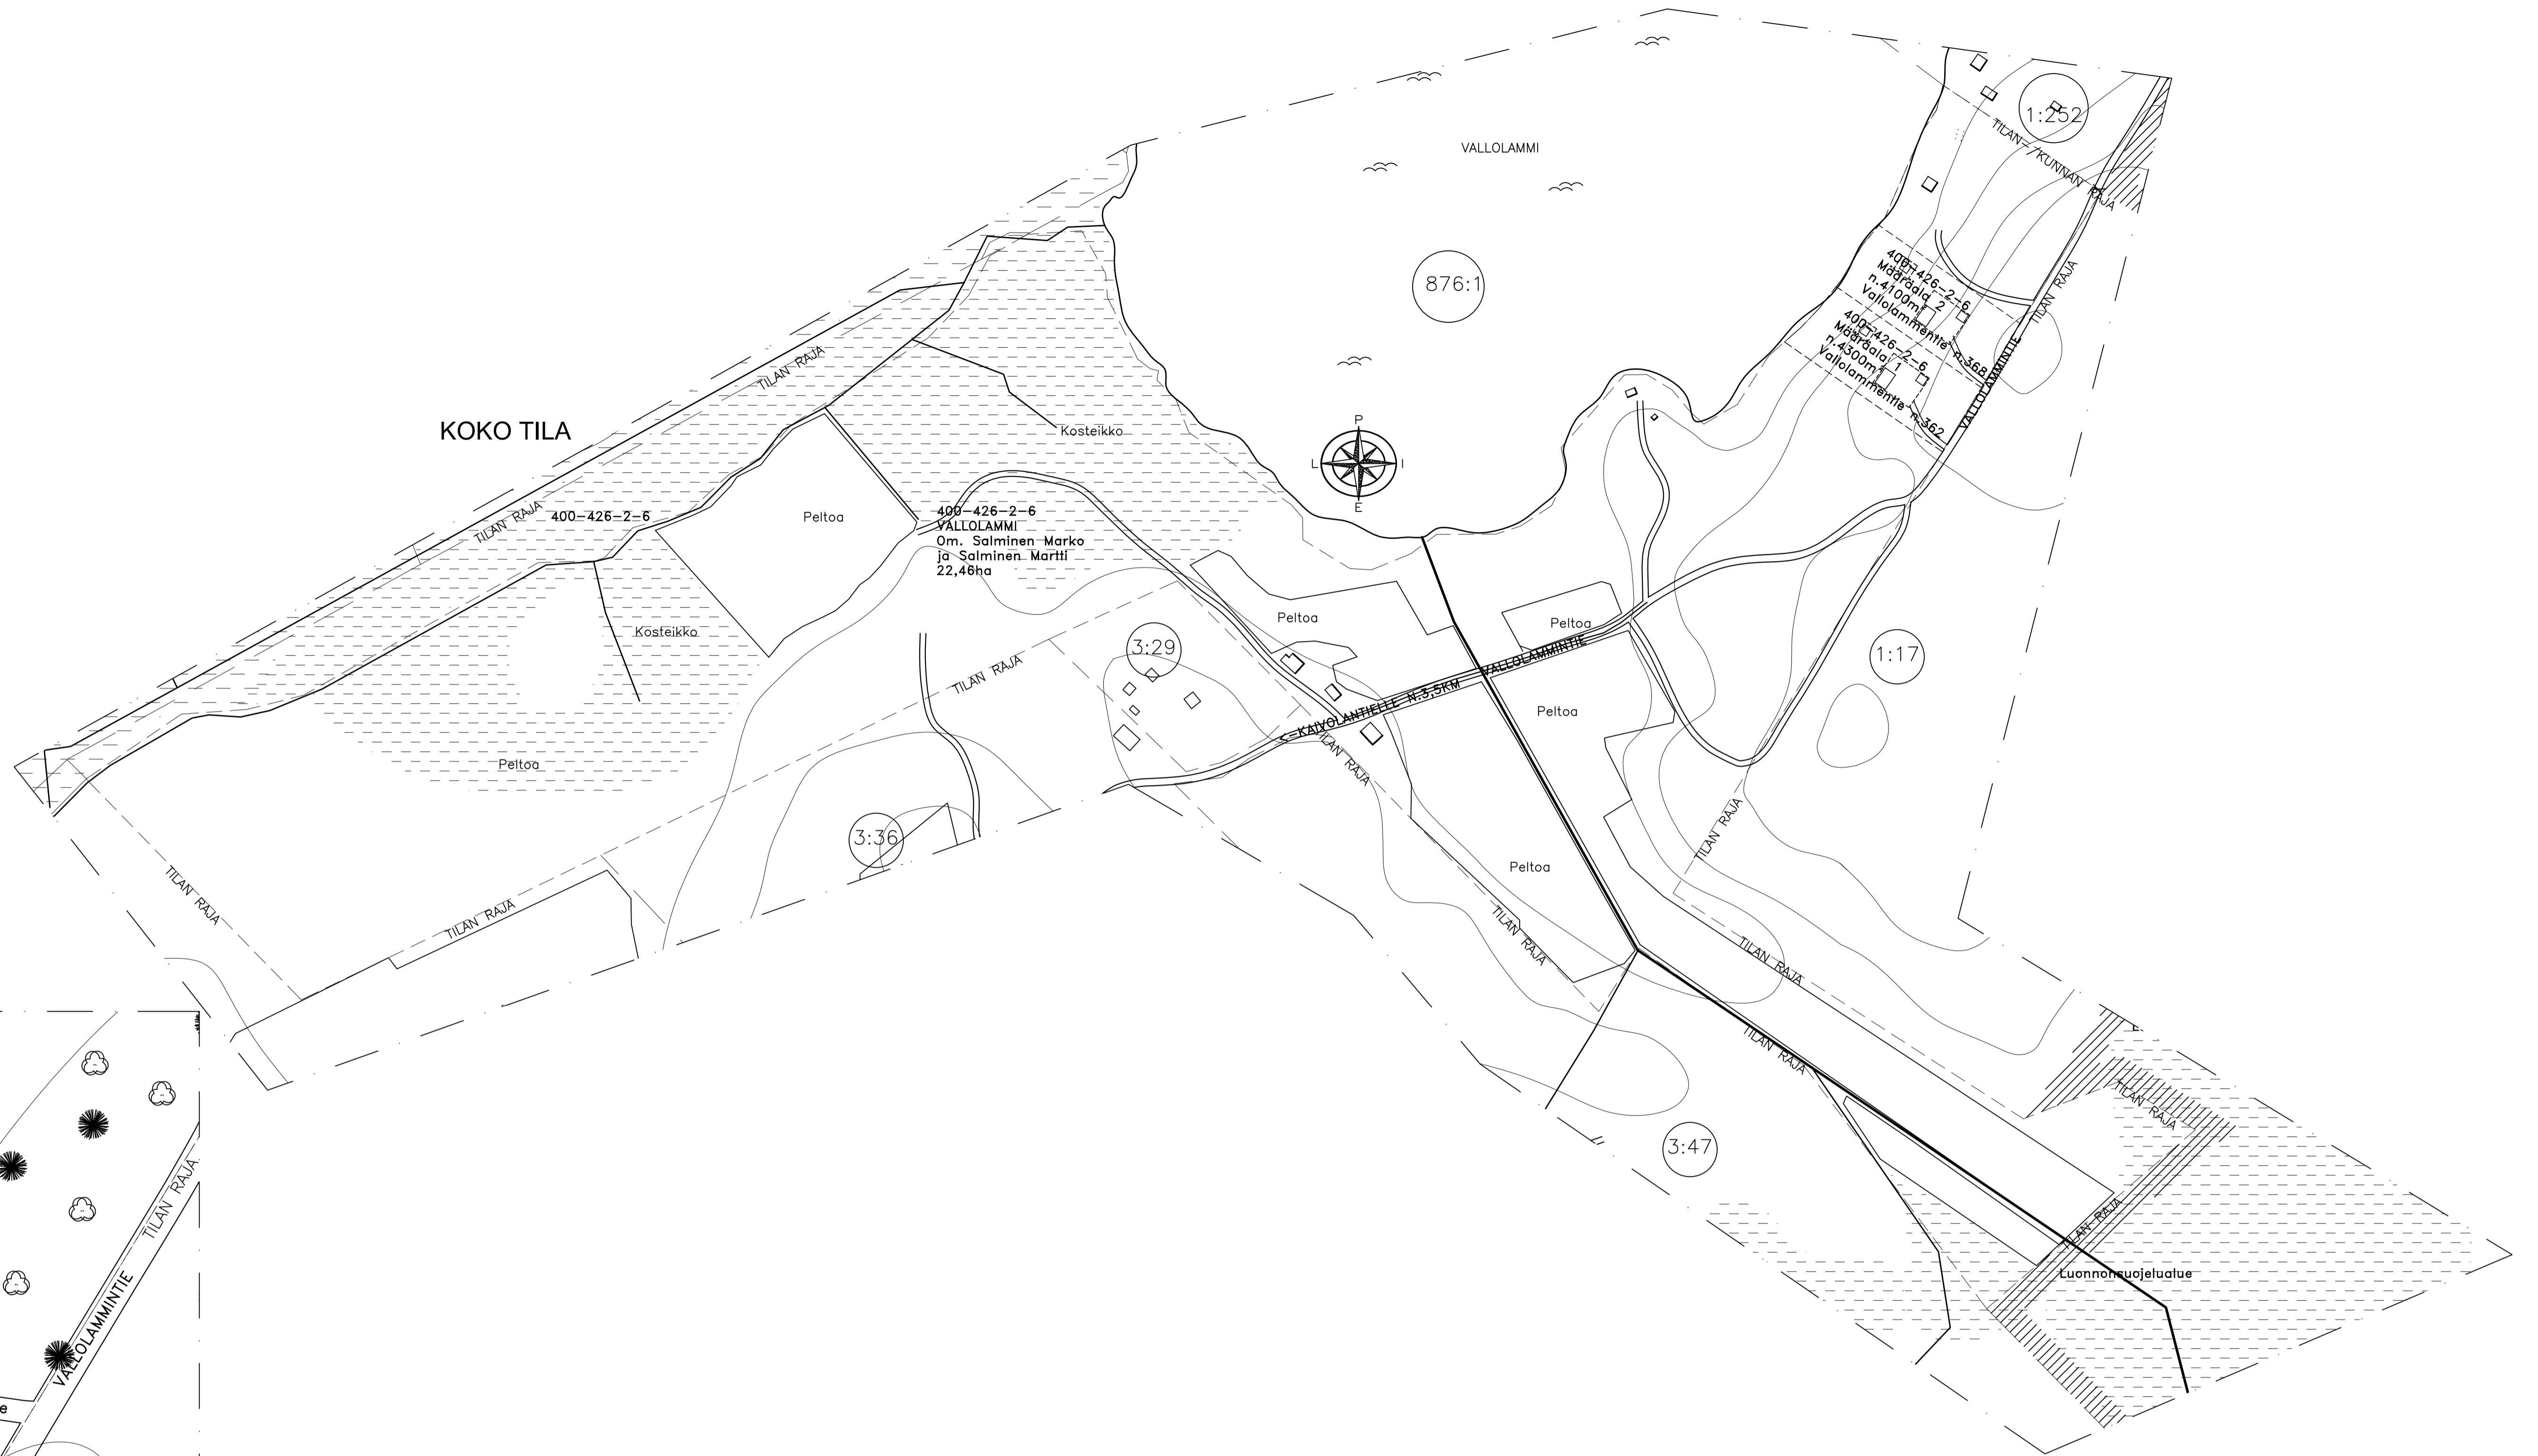 1:252
TILAN-/KUNNAN RAJA
VALLOLAMMI
876:1
TILAN RAJA
400-426-2-6
Määräala 2
n.4100m²
Vallolammentie n.368
400-426-2-6
Määräala 1
n.4300m²
Vallolammentie n.362
VALLOLAMMINTIE
TILAN RAJA
KOKO TILA
Kosteikko
P
L
I
E
TILAN RAJA
400-426-2-6
Peltoa
400-426-2-6
VALLOLAMMI
Om. Salminen Marko
ja Salminen Martti
22,46ha
Peltoa
Peltoa
Kosteikko
3:29
VALLOLAMMINTIE
1:17
TILAN RAJA
<-KAIVOLANTIELLE N.3,5KM
Peltoa
TILAN RAJA
Peltoa
3:36
TILAN RAJA
Peltoa
TILAN RAJA
TILAN RAJA
TILAN RAJA
TILAN RAJA
TILAN RAJA
TILAN RAJA
3:47
TILAN RAJA
TILAN RAJA
TILAN RAJA
Luonnonsuojelualue
VALLOLAMMINTIE
e